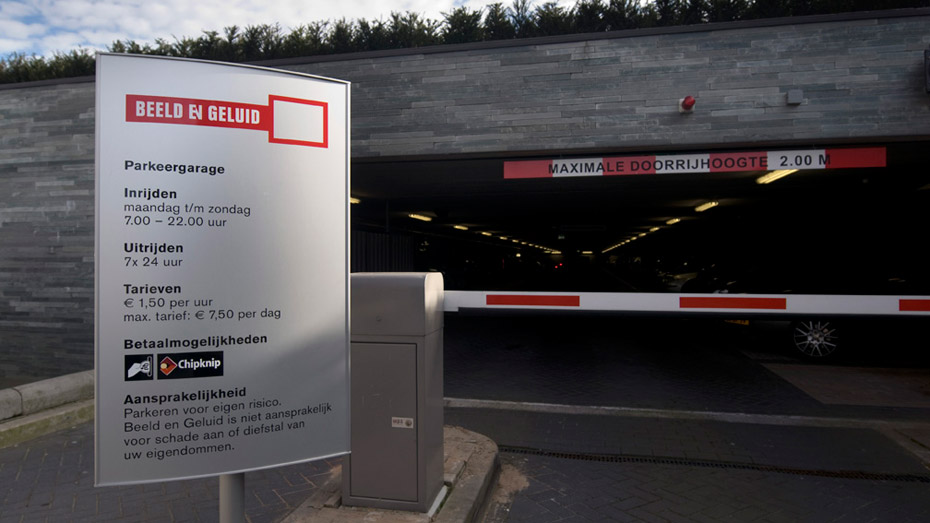 BEELD EN GELUID
Parkeergarage
Inrijden
maandag t/m zondag
7.00 – 22.00 uur
Uitrijden
7x 24 uur
Tarieven
€ 1,50 per uur
max. tarief: € 7,50 per dag
Betaalmogelijkheden
Chipknip
Aansprakelijkheid
Parkeren voor eigen risico.
Beeld en Geluid is niet aansprakelijk
voor schade aan of diefstal van
uw eigendommen.
MAXIMALE DOORRIJHOOGTE 2.00 M